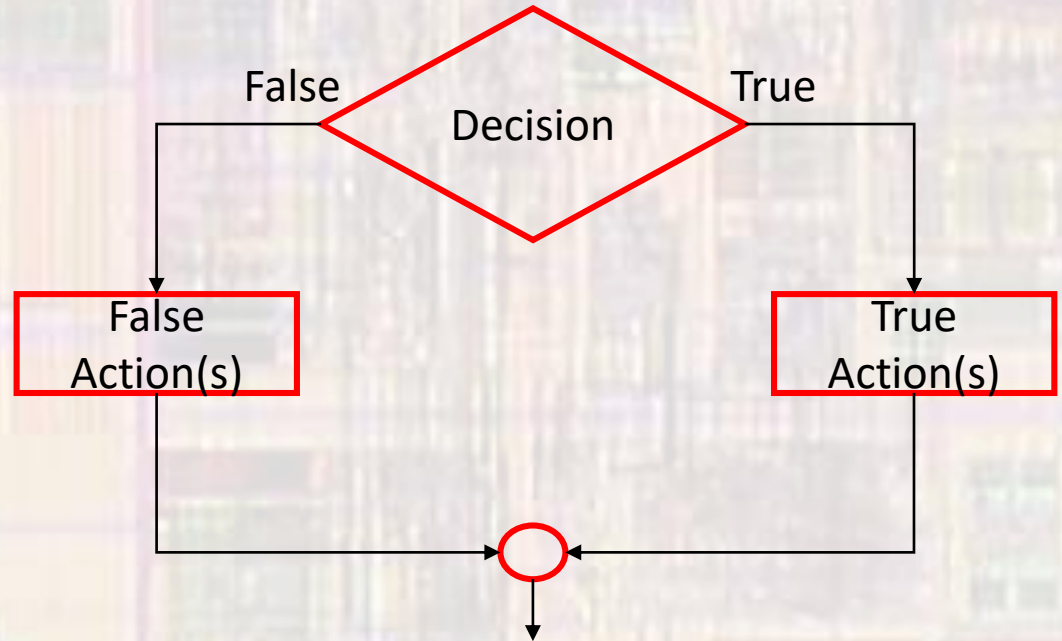 False
True
Decision
False
Action(s)
True
Action(s)